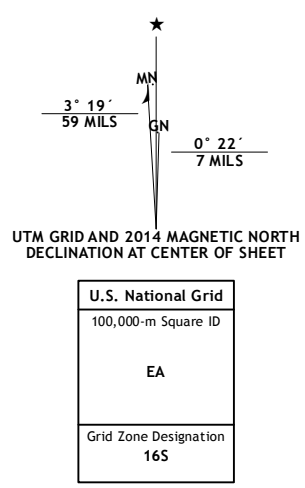 ★
MN
3° 19´
59 MILS
GN
0° 22´
7 MILS
UTM GRID AND 2014 MAGNETIC NORTH
DECLINATION AT CENTER OF SHEET
U.S. National Grid
100,000-m Square ID
EA
Grid Zone Designation
16S